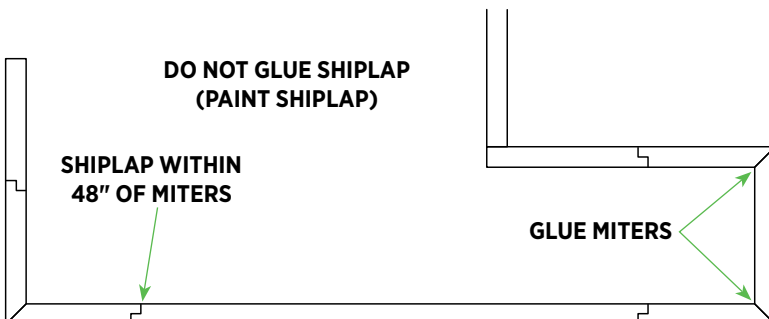 DO NOT GLUE SHIPLAP
(PAINT SHIPLAP)
SHIPLAP WITHIN
48" OF MITERS
GLUE MITERS